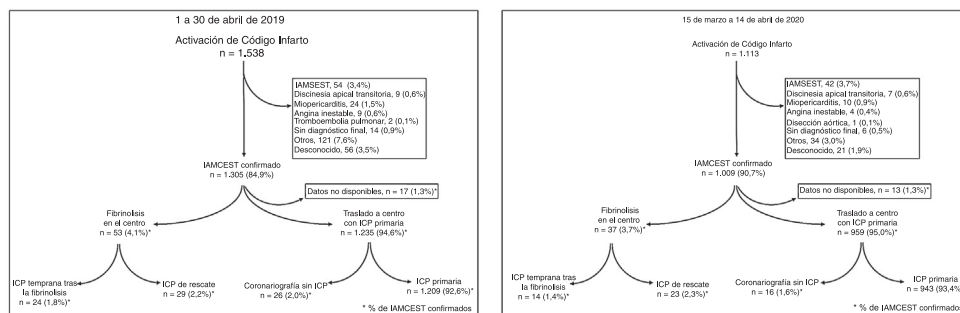 1 a 30 de abril de 2019
Activación de Código Infarto
n = 1.538
IAMSEST, 54 (3,4%)
Discinesia apical transitoria, 9 (0,6%)
Miopericarditis, 24 (1,5%)
Angina inestable, 9 (0,6%)
Tromboembolia pulmonar, 2 (0,1%)
Sin diagnóstico final, 14 (0,9%)
Otros, 121 (7,6%)
Desconocido, 56 (3,5%)
IAMCEST confirmado
n = 1.305 (84,9%)
Datos no disponibles, n = 17 (1,3%)*
Fibrinolisis
en el centro
n = 53 (4,1%)*
Traslado a centro
con ICP primaria
n = 1.235 (94,6%)*
ICP temprana tras
la fibrinolisis
n = 24 (1,8%)*
ICP de rescate
n = 29 (2,2%)*
Coronariografía sin ICP
n = 26 (2,0%)*
ICP primaria
n = 1.209 (92,6%)*
* % de IAMCEST confirmados
15 de marzo a 14 de abril de 2020
Activación de Código Infarto
n = 1.113
IAMSEST, 42 (3,7%)
Discinesia apical transitoria, 7 (0,6%)
Miopericarditis, 10 (0,9%)
Angina inestable, 4 (0,4%)
Disección aórtica, 1 (0,1%)
Sin diagnóstico final, 6 (0,5%)
Otros, 34 (3,0%)
Desconocido, 21 (1,9%)
IAMCEST confirmado
n = 1.009 (90,7%)
Datos no disponibles, n = 13 (1,3%)*
Fibrinolisis
en el centro
n = 37 (3,7%)*
Traslado a centro
con ICP primaria
n = 959 (95,0%)*
ICP temprana tras
la fibrinolisis
n = 14 (1,4%)*
ICP de rescate
n = 23 (2,3%)*
Coronariografía sin ICP
n = 16 (1,6%)*
ICP primaria
n = 943 (93,4%)*
* % de IAMCEST confirmados